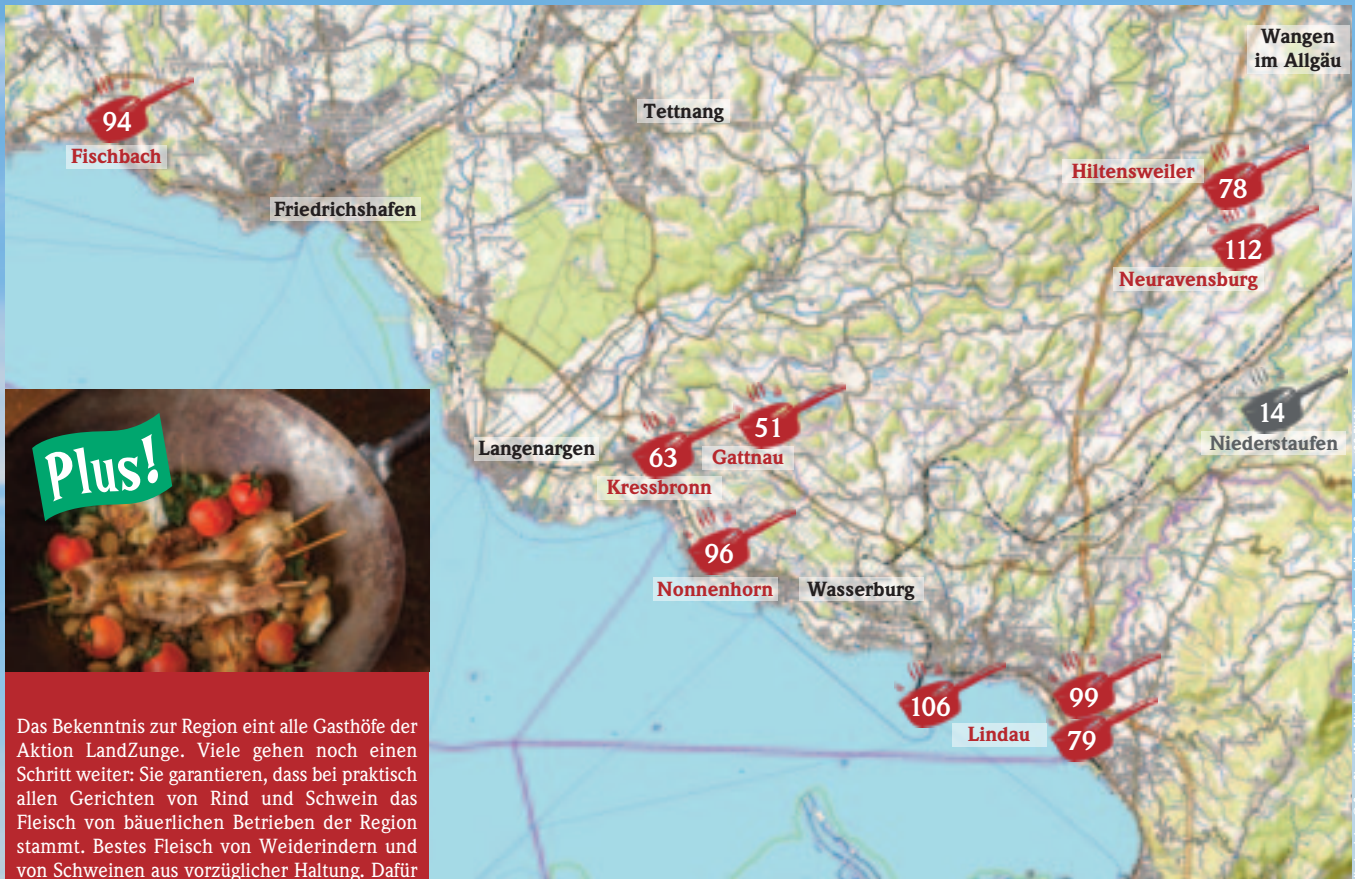 Wangen
im Allgäu
94
Fischbach
Tettnang
Hiltensweiler
78
Friedrichshafen
112
Neuravensburg
14
Niederstaufen
Plus!
51
Gattnau
Langenargen
63
Kressbronn
96
Nonnenhorn
Wasserburg
106
99
Lindau
79
Das Bekenntnis zur Region eint alle Gasthöfe der
Aktion LandZunge. Viele gehen noch einen
Schritt weiter: Sie garantieren, dass bei praktisch
allen Gerichten von Rind und Schwein das
Fleisch von bäuerlichen Betrieben der Region
stammt. Bestes Fleisch von Weiderindern und
von Schweinen aus vorzüglicher Haltung. Dafür